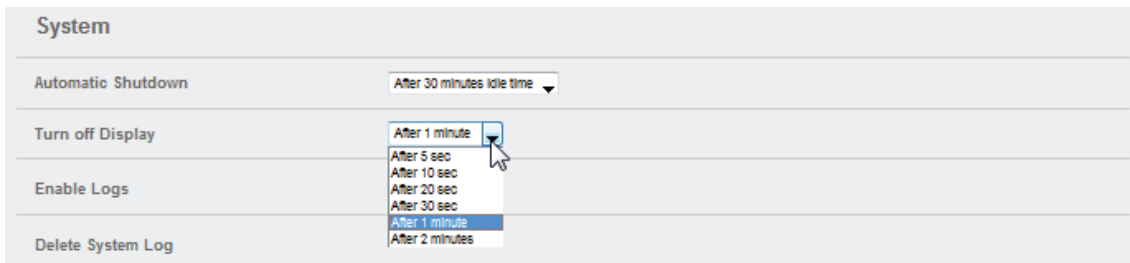 System
Automatic Shutdown After 30 minutes idle time
Turn off Display After 1 minute
After 5 sec
After 10 sec
Enable Logs After 20 sec
After 30 sec
After 1 minute
Delete System Log After 2 minutes